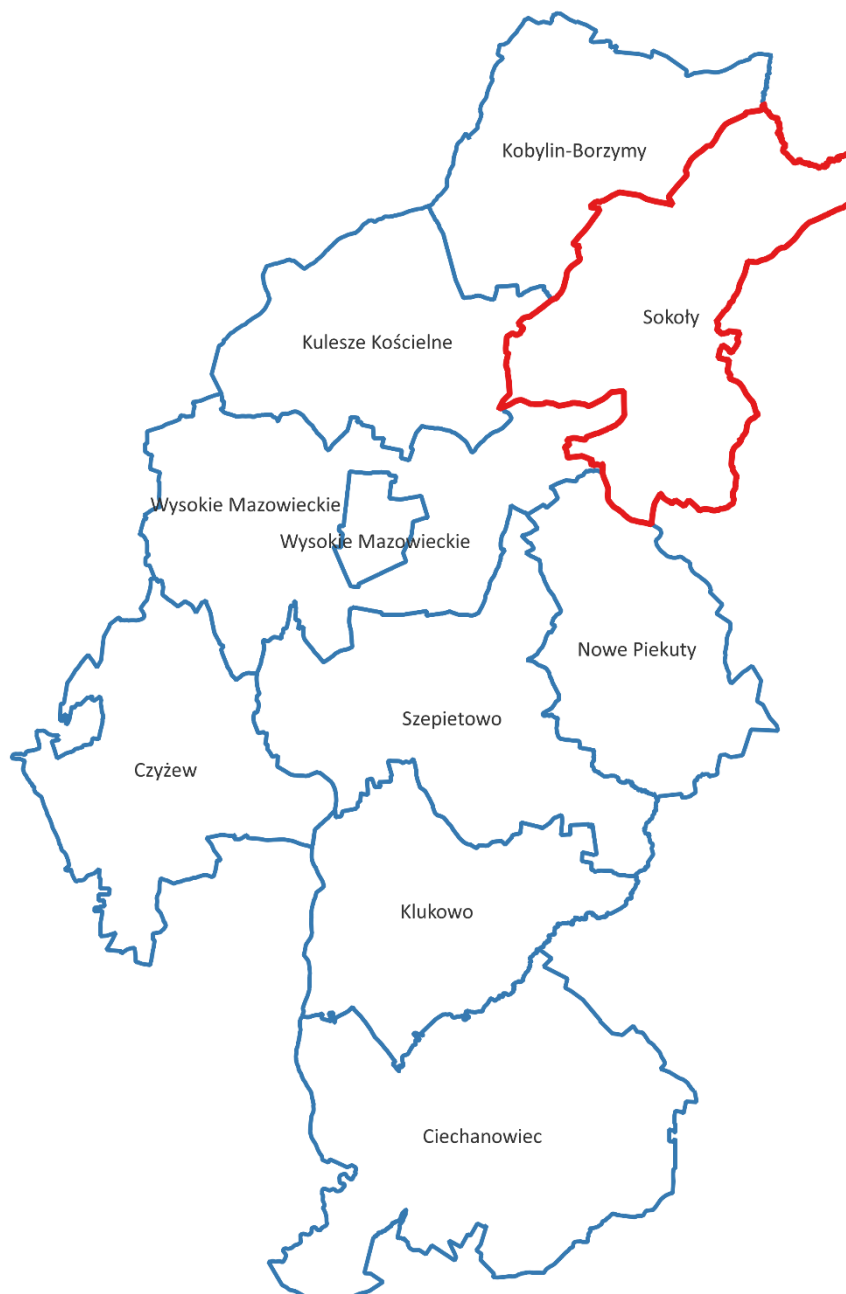 Kobylin-Borzymy
Sokoły
Kulesze Kościelne
Wysokie Mazowieckie
Wysokie Mazowieckie
Nowe Piekuty
Szepietowo
Czyżew
Klukowo
Ciechanowiec